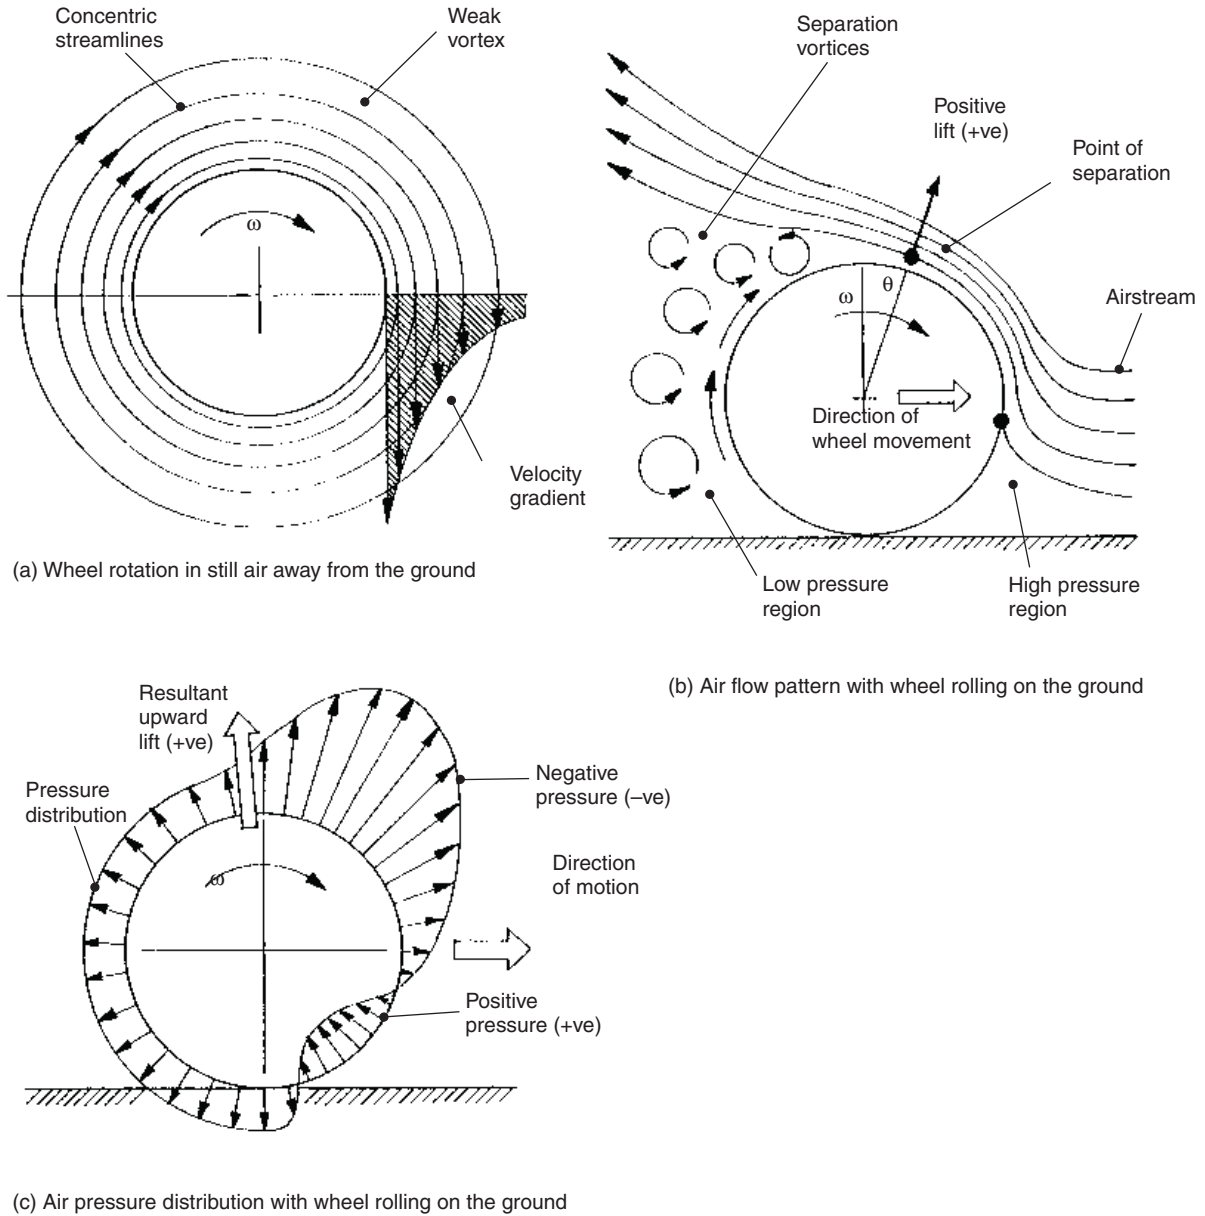 Concentric
streamlines
Weak
vortex
ω
Velocity
gradient
(a) Wheel rotation in still air away from the ground
Separation
vortices
Positive
lift (+ve)
Point of
separation
Airstream
ω
θ
Direction of
wheel movement
Low pressure
region
High pressure
region
(b) Air flow pattern with wheel rolling on the ground
Resultant
upward
lift (+ve)
Pressure
distribution
Negative
pressure (–ve)
ω
Direction
of motion
Positive
pressure (+ve)
(c) Air pressure distribution with wheel rolling on the ground